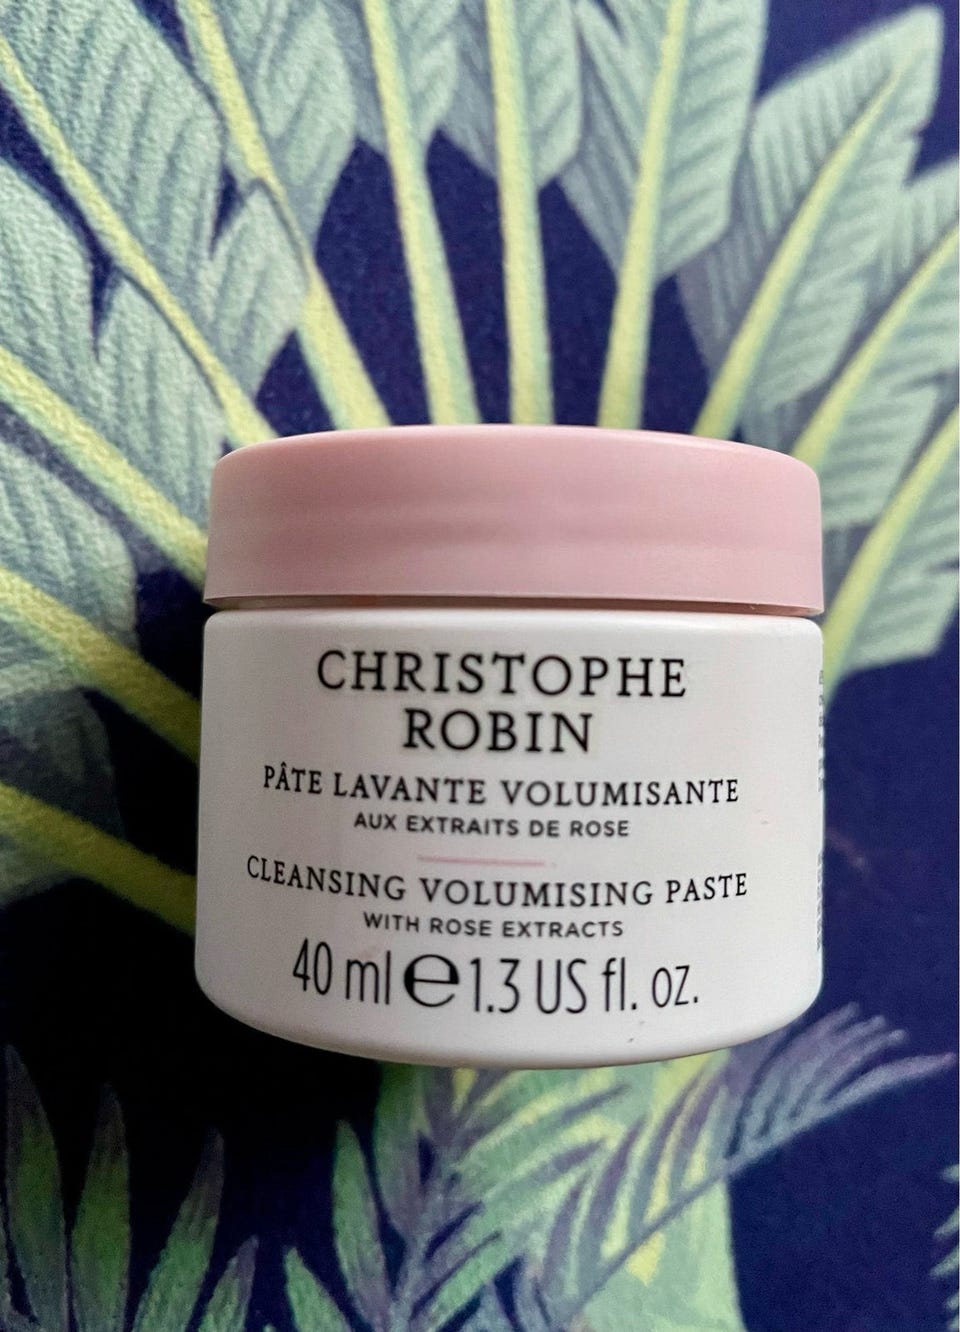 CHRISTOPHE
ROBIN
PÂTE LAVANTE VOLUMISANTE
AUX EXTRAITS DE ROSE
CLEANSING VOLUMISING PASTE
WITH ROSE EXTRACTS
40 ml e 1.3 US fl. oz.